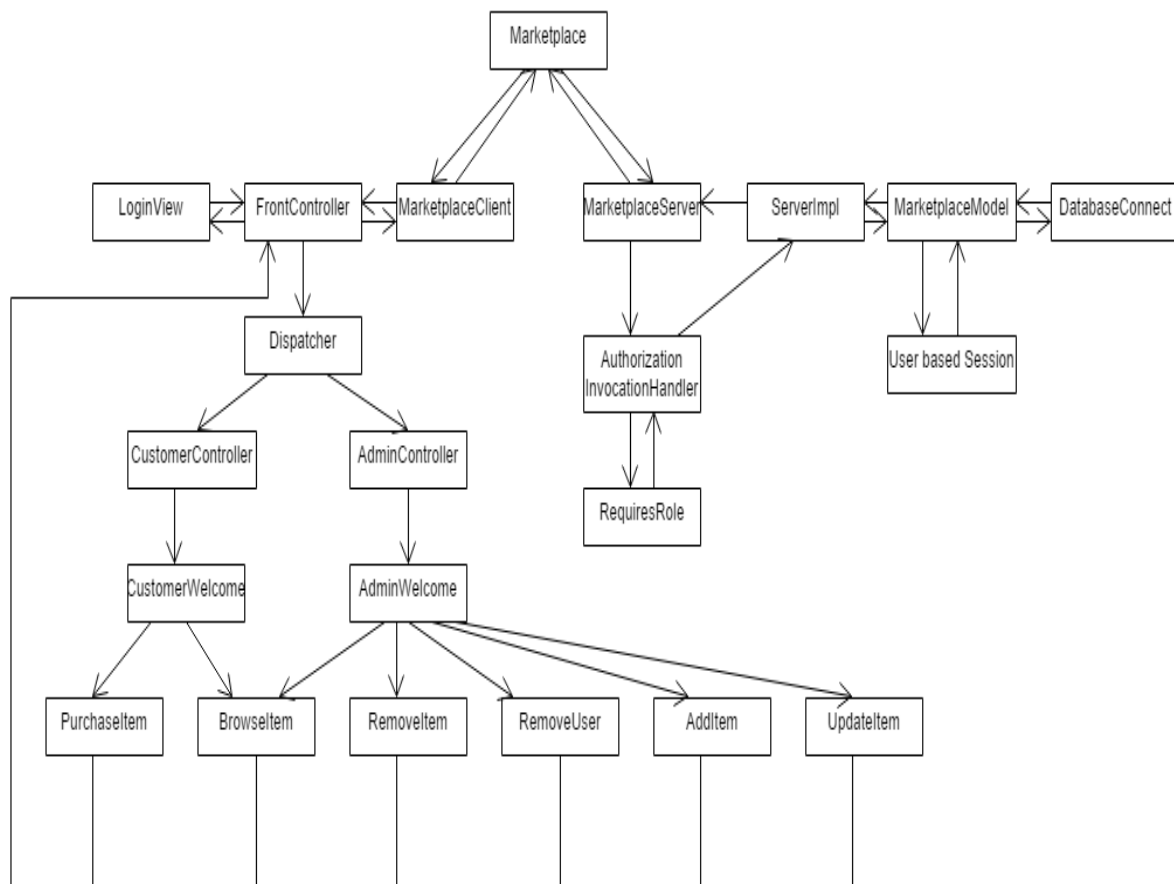 Marketplace
LoginView
FrontController
MarketplaceClient
MarketplaceServer
ServerImpl
MarketplaceModel
DatabaseConnect
Dispatcher
Authorization
InvocationHandler
User based Session
CustomerController
AdminController
RequiresRole
CustomerWelcome
AdminWelcome
PurchaseItem
BrowseItem
RemoveItem
RemoveUser
AddItem
UpdateItem